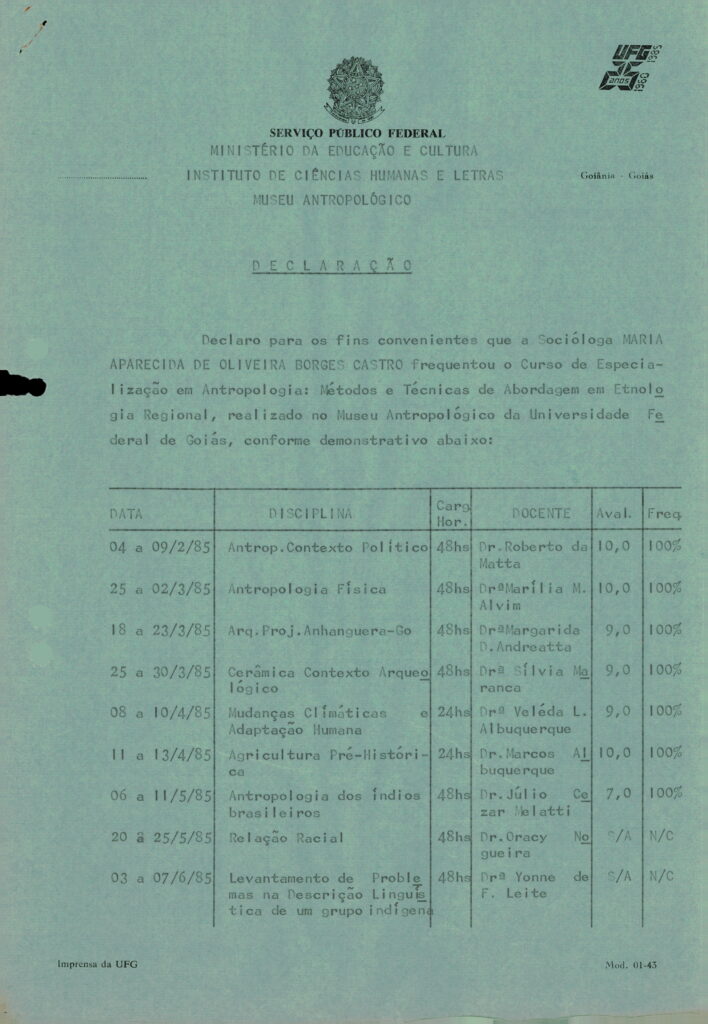 UFG
anos
1960
1985
SERVIÇO PÚBLICO FEDERAL
MINISTÉRIO DA EDUCAÇÃO E CULTURA
INSTITUTO DE CIÊNCIAS HUMANAS E LETRAS
Goiânia - Goiás
MUSEU ANTROPOLÓGICO
DECLARAÇÃO
Declaro para os fins convenientes que a Socióloga MARIA
APARECIDA DE OLIVEIRA BORGES CASTRO frequentou o Curso de Especia-
lização em Antropologia: Métodos e Técnicas de Abordagem em Etnolo
gia Regional, realizado no Museu Antropológico da Universidade Fe
deral de Goiás, conforme demonstrativo abaixo:
DATA DISCIPLINA Carg Hor. DOCENTE Aval. Freq
04 a 09/2/85 Antrop.Contexto Político 48hs Dr.Roberto da 10,0 100%
Matta
25 a 02/3/85 Antropologia Física 48hs DrªMarília M. 10,0 100%
Alvim
18 a 23/3/85 Arq.Proj.Anhanguera-Go 48hs DrªMargarida 9,0 100%
D.Andreatta
25 a 30/3/85 Cerâmica Contexto Arqueo 48hs Drª Sílvia Ma 9,0 100%
lógico ranca
08 a 10/4/85 Mudanças Climáticas e 24hs Drª Veléda L. 9,0 100%
Adaptação Humana Albuquerque
11 a 13/4/85 Agricultura Pré-Históri- 24hs Dr.Marcos Al 10,0 100%
ca buquerque
06 a 11/5/85 Antropologia dos índios 48hs Dr.Júlio Ce 7,0 100%
brasileiros zar Melatti
20 a 25/5/85 Relação Racial 48hs Dr.Oracy No S/A N/C
gueira
03 a 07/6/85 Levantamento de Proble 48hs Drª Yonne de S/A N/C
mas na Descrição Linguís F. Leite
tica de um grupo indígena
Imprensa da UFG Mod. 01-43